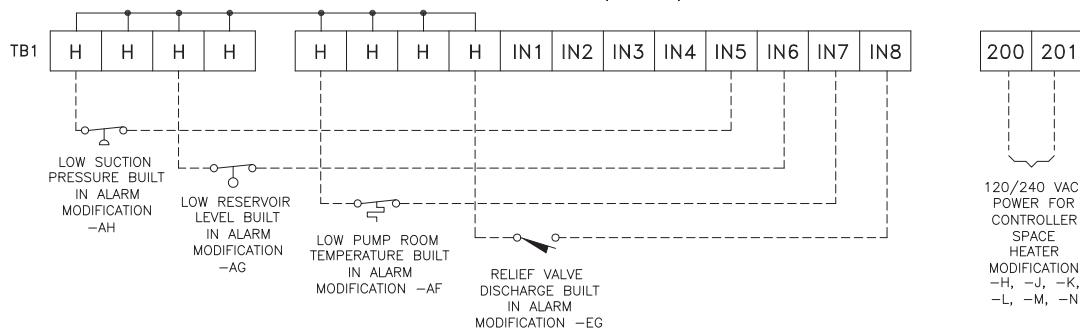 TB1 H H H H H H H H IN1 IN2 IN3 IN4 IN5 IN6 IN7 IN8 200 201
LOW SUCTION
PRESSURE BUILT
IN ALARM
MODIFICATION
-AH
LOW RESERVOIR
LEVEL BUILT
IN ALARM
MODIFICATION
-AG
LOW PUMP ROOM
TEMPERATURE BUILT
IN ALARM
MODIFICATION -AF
RELIEF VALVE
DISCHARGE BUILT
IN ALARM
MODIFICATION -EG
120/240 VAC
POWER FOR
CONTROLLER
SPACE
HEATER
MODIFICATION
-H, -J, -K,
-L, -M, -N